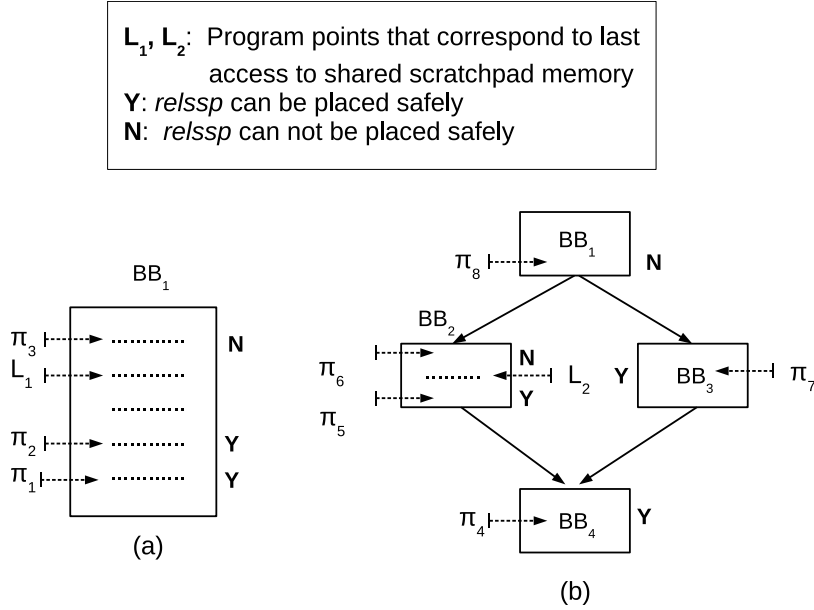 L₁, L₂: Program points that correspond to last
access to shared scratchpad memory
Y: relssp can be placed safely
N: relssp can not be placed safely
BB₁
π₃
N
L₁
π₂
Y
π₁
Y
(a)
BB₁
π₈
N
BB₂
π₆
N
L₂
Y
π₅
Y
BB₃
π₇
π₄
BB₄
Y
(b)